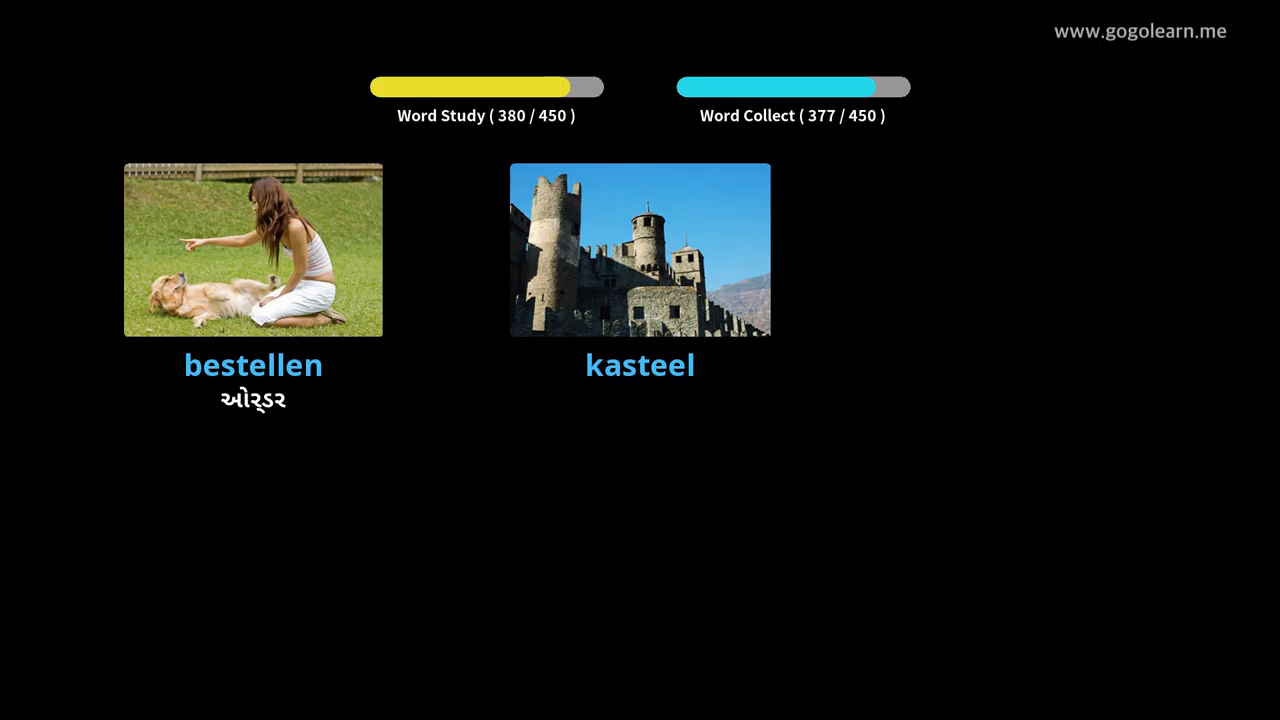 www.gogolearn.me
Word Study ( 380 / 450 )
Word Collect ( 377 / 450 )
bestellen
ઓર્ડર
kasteel